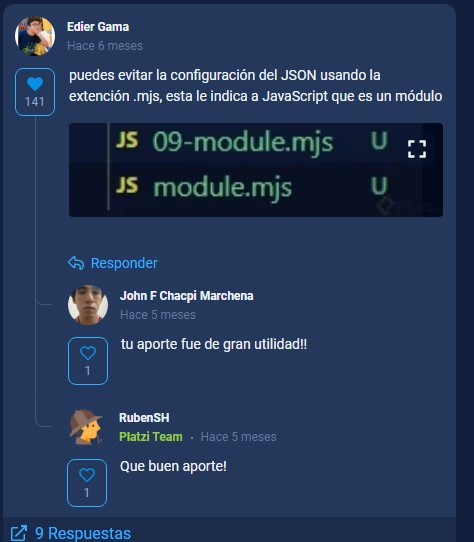 Edier Gama
Hace 6 meses
141
puedes evitar la configuración del JSON usando la
extención .mjs, esta le indica a JavaScript que es un módulo
JS 09-module.mjs U
JS module.mjs U
Responder
John F Chacpi Marchena
Hace 5 meses
1
tu aporte fue de gran utilidad!!
RubenSH
Platzi Team · Hace 5 meses
1
Que buen aporte!
9 Respuestas